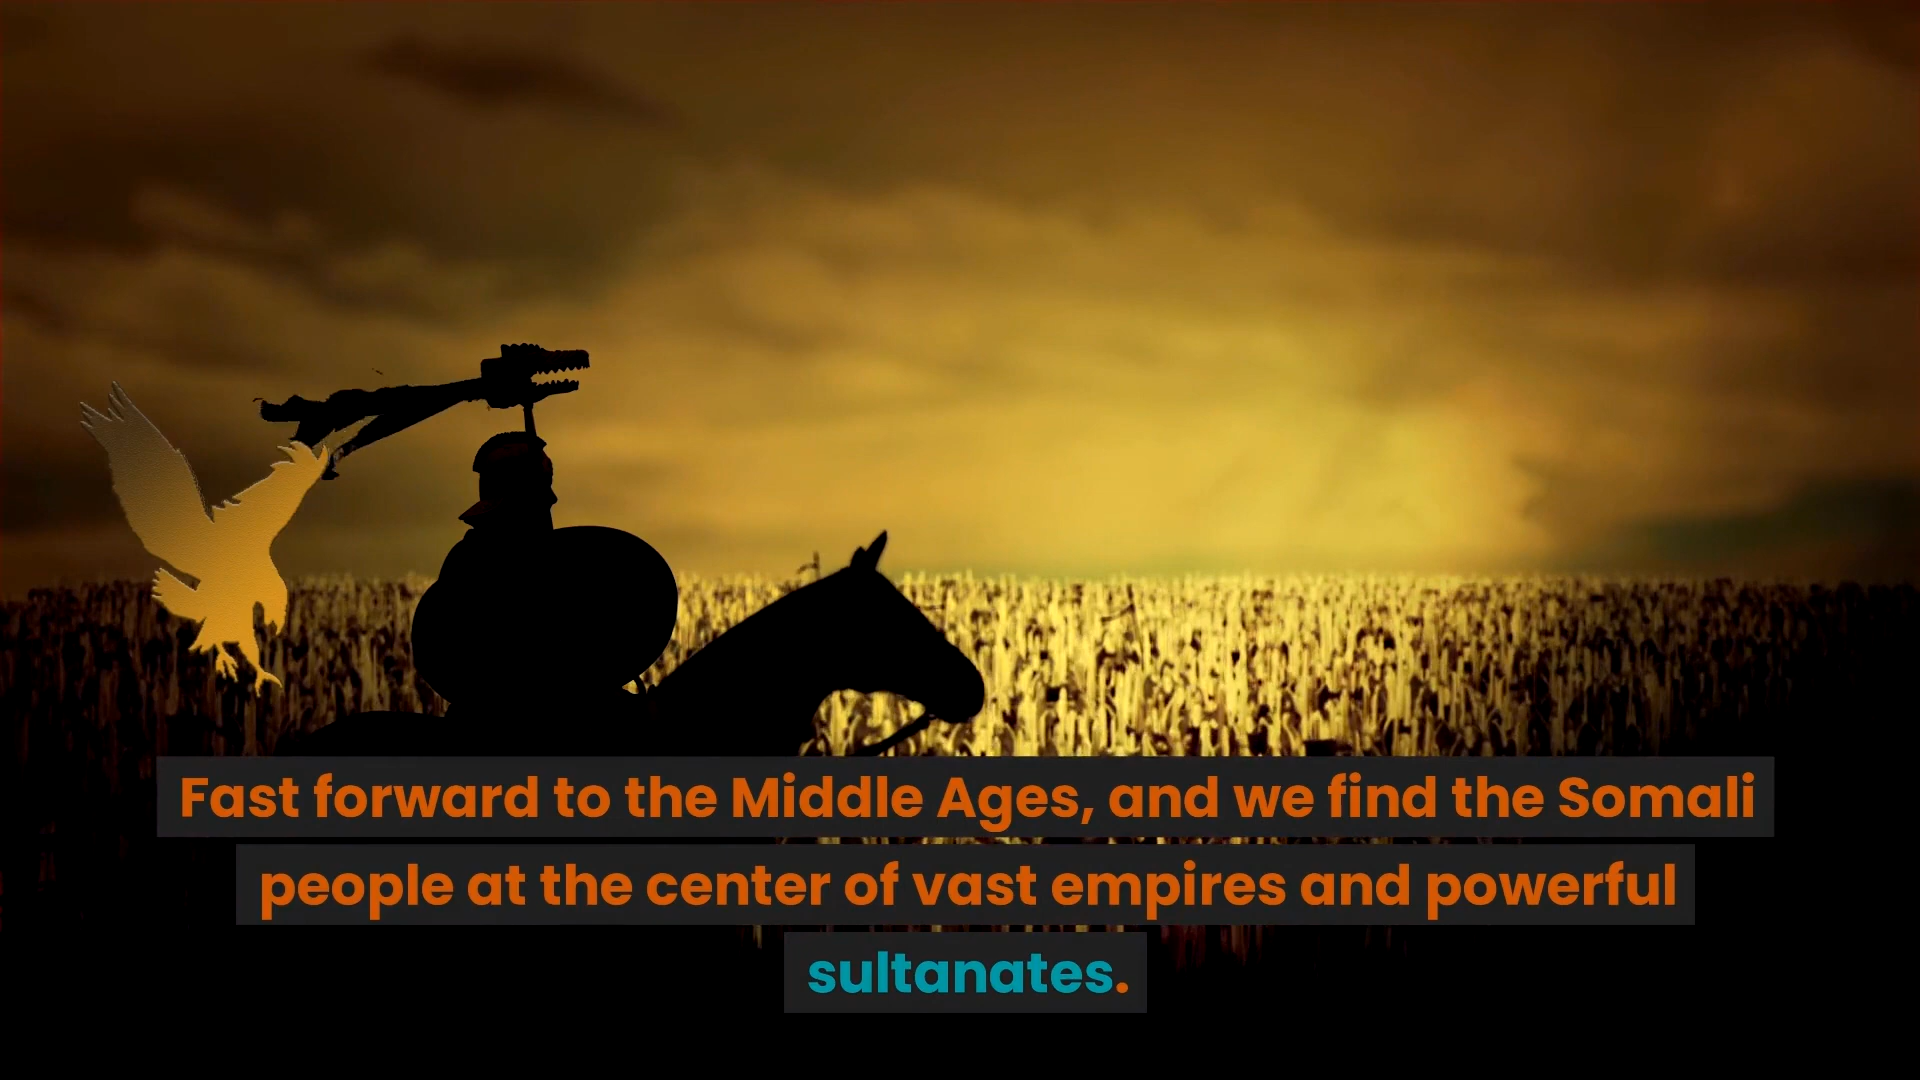 Fast forward to the Middle Ages, and we find the Somali
people at the center of vast empires and powerful
sultanates.